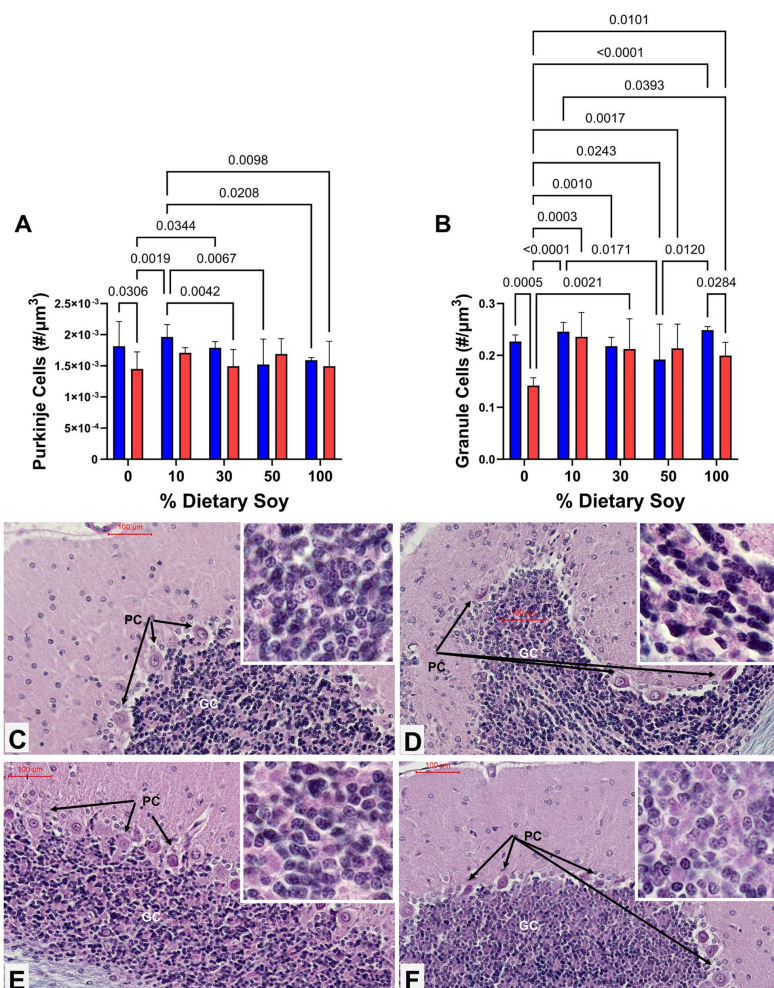 A
0.0098
0.0208
0.0344
0.0019
0.0067
0.0306
0.0042
2.5×10⁻³
2×10⁻³
1.5×10⁻³
1×10⁻³
5×10⁻⁴
0
Purkinje Cells (#/µm³)
0 10 30 50 100
% Dietary Soy
B
0.0101
<0.0001
0.0393
0.0017
0.0243
0.0010
0.0003
<0.0001
0.0171
0.0120
0.0005
0.0021
0.0284
0.3
0.2
0.1
0.0
Granule Cells (#/µm³)
0 10 30 50 100
% Dietary Soy
100 µm
PC
GC
C
PC
GC
D
100 µm
PC
GC
E
100 µm
PC
GC
F